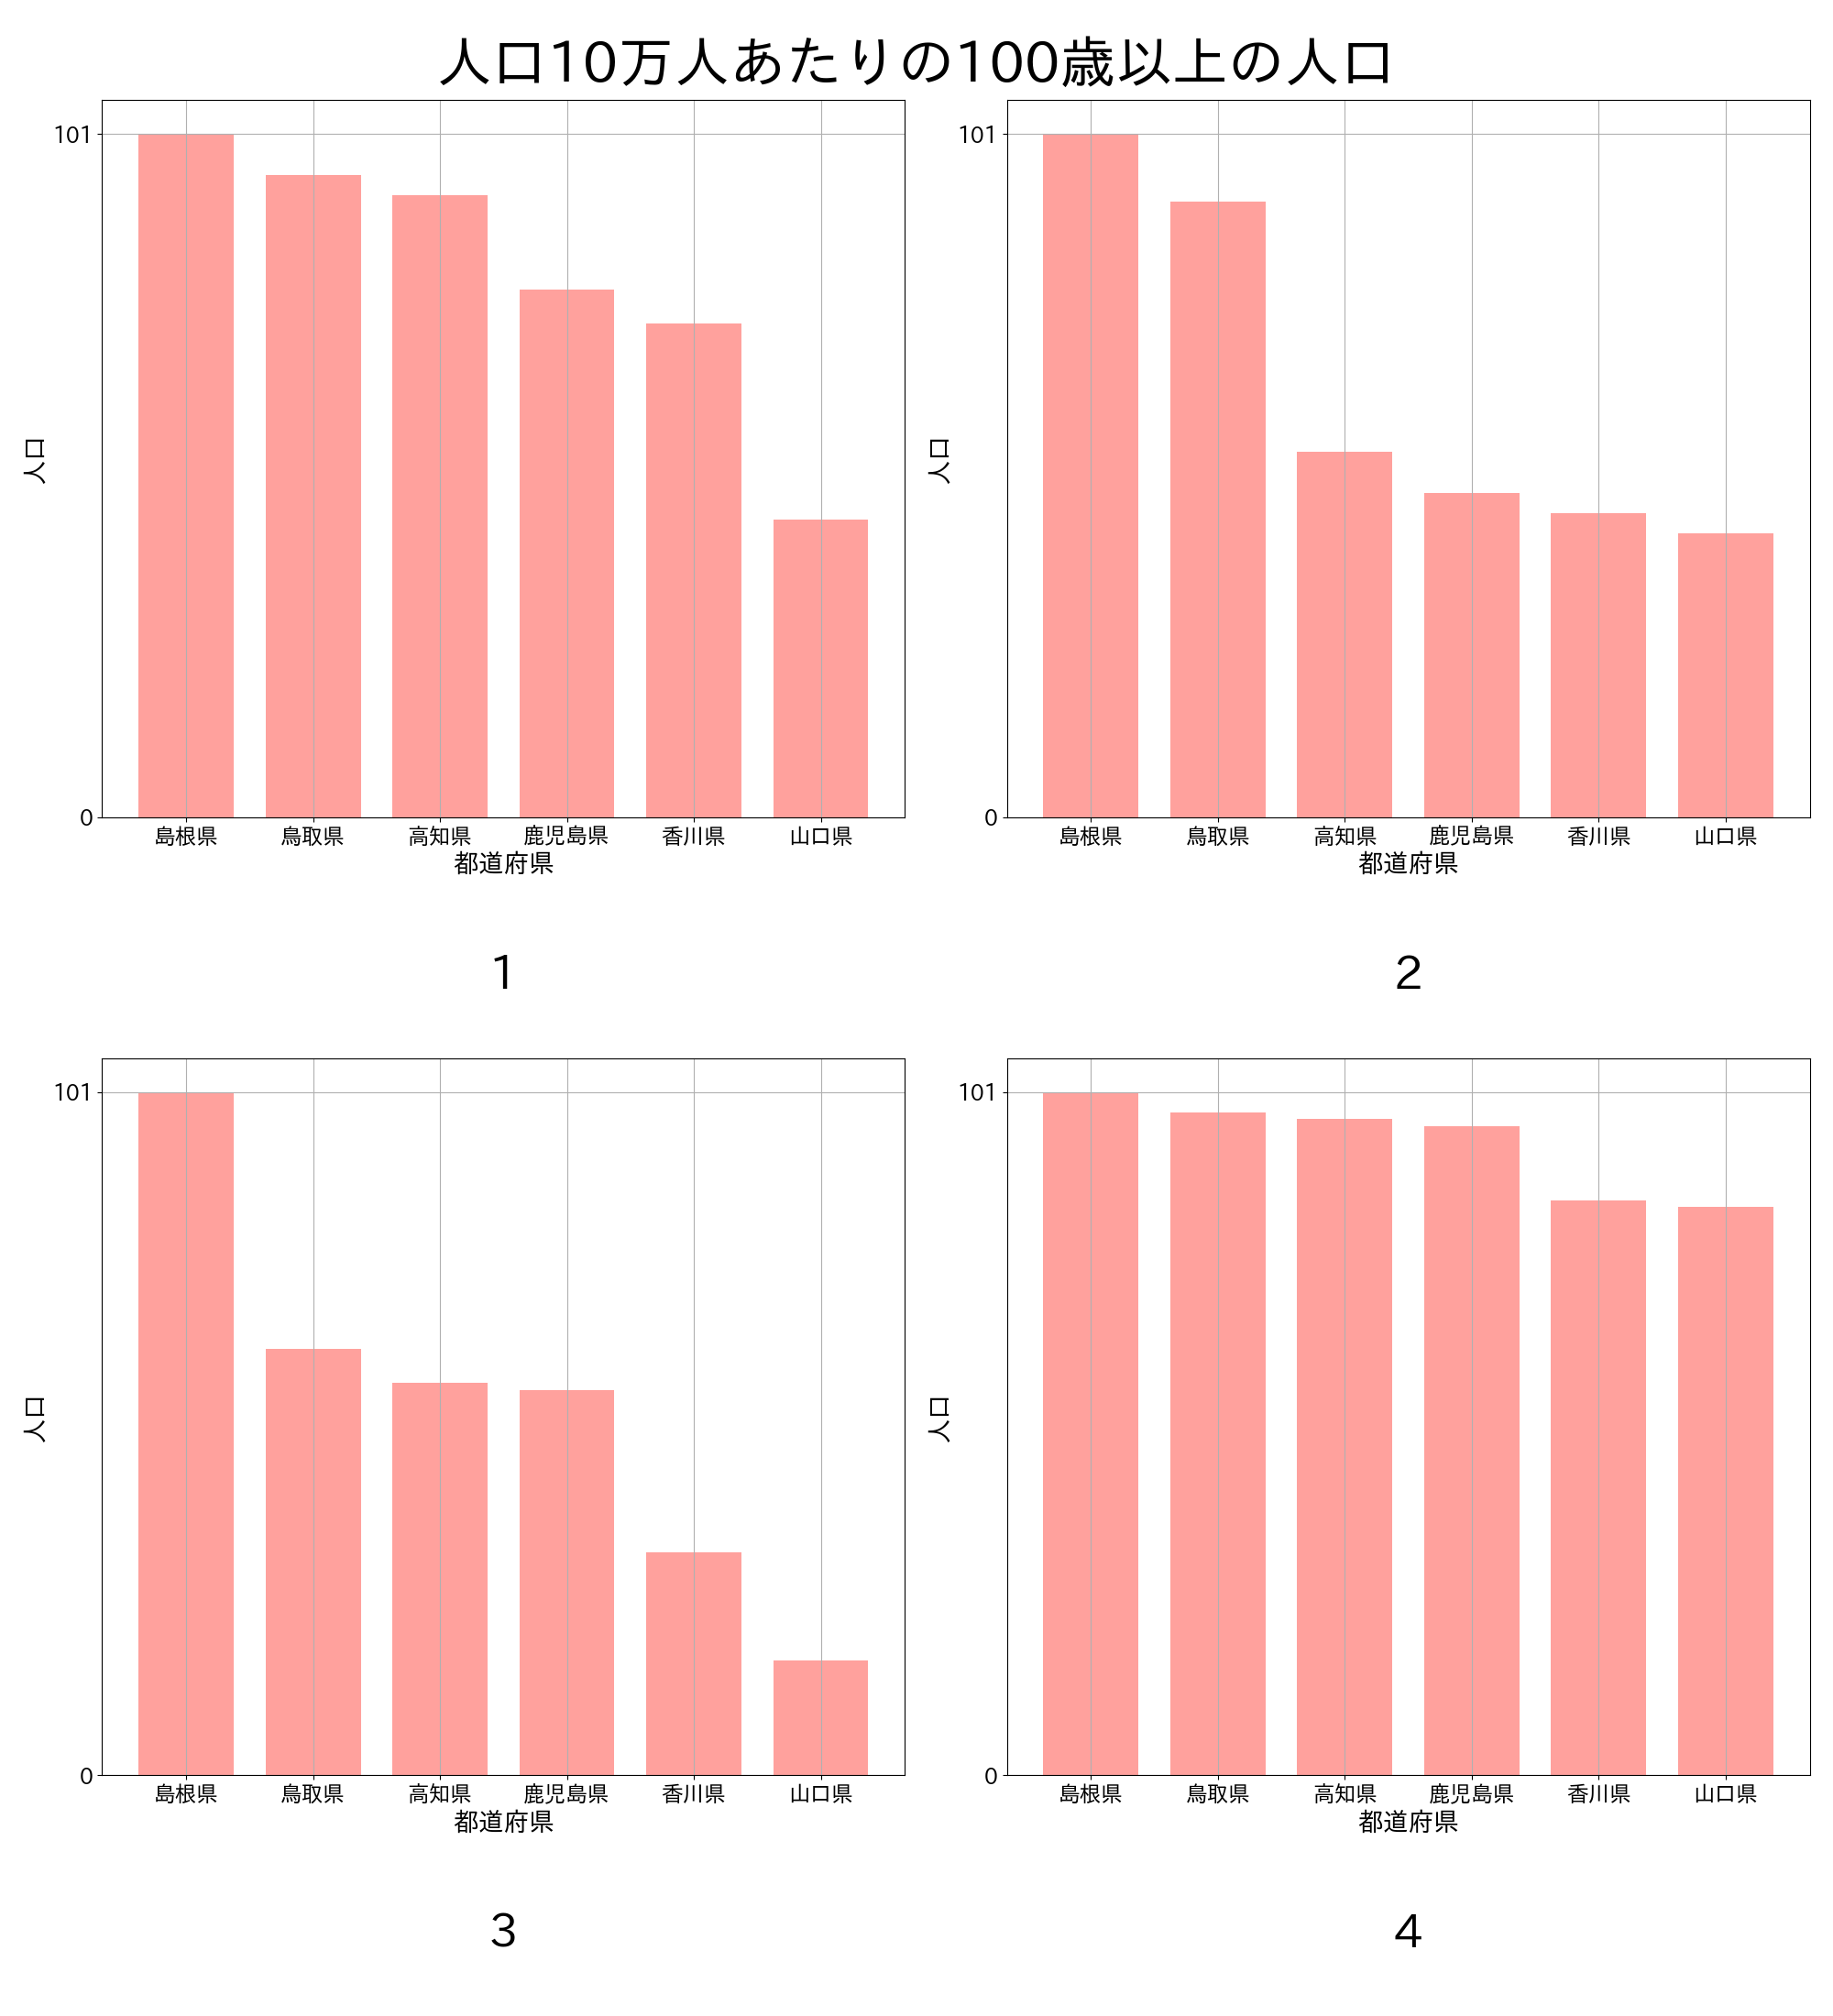 人口10万人あたりの100歳以上の人口
101
人口
0
島根県 鳥取県 高知県 鹿児島県 香川県 山口県
都道府県
1
101
人口
0
島根県 鳥取県 高知県 鹿児島県 香川県 山口県
都道府県
2
101
人口
0
島根県 鳥取県 高知県 鹿児島県 香川県 山口県
都道府県
3
101
人口
0
島根県 鳥取県 高知県 鹿児島県 香川県 山口県
都道府県
4